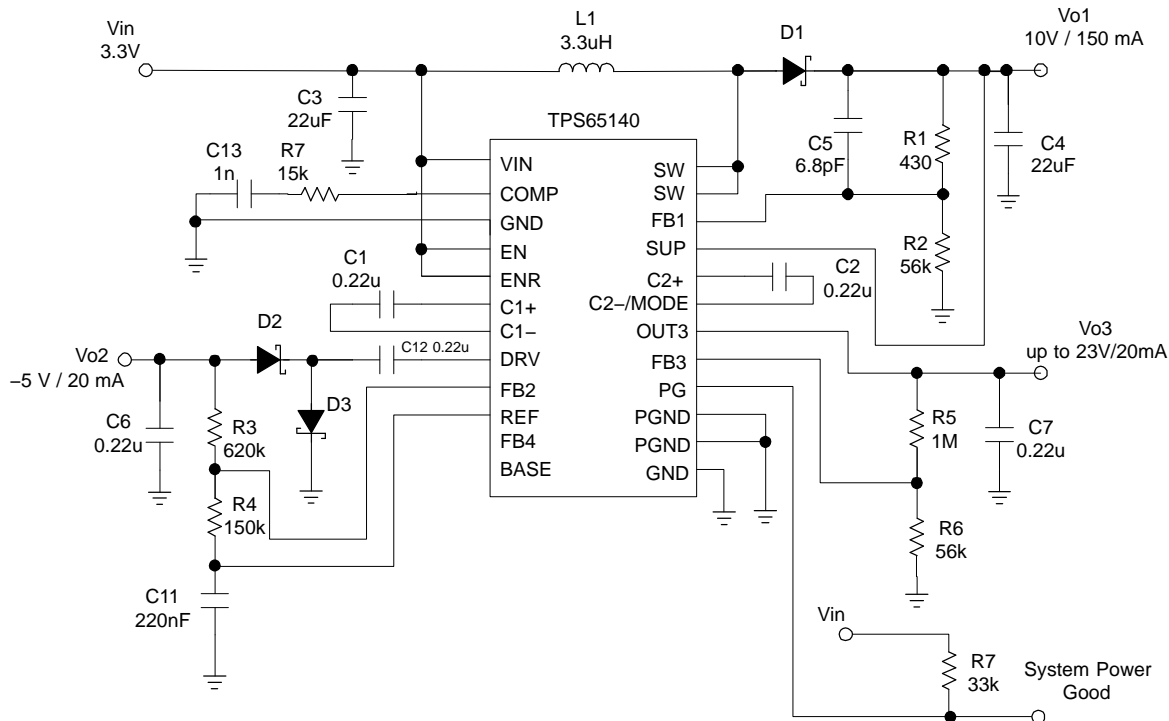 Vin
3.3V
L1
3.3uH
D1
Vo1
10V / 150 mA
C3
22uF
TPS65140
C5
6.8pF
R1
430
C4
22uF
C13
1n
R7
15k
VIN
COMP
GND
EN
ENR
C1+
C1−
DRV
FB2
REF
FB4
BASE
SW
SW
FB1
SUP
C2+
C2−/MODE
OUT3
FB3
PG
PGND
PGND
GND
R2
56k
C1
0.22u
C2
0.22u
D2
C12 0.22u
Vo2
−5 V / 20 mA
Vo3
up to 23V/20mA
D3
C6
0.22u
R3
620k
R5
1M
C7
0.22u
R4
150k
R6
56k
C11
220nF
Vin
R7
33k
System Power
Good